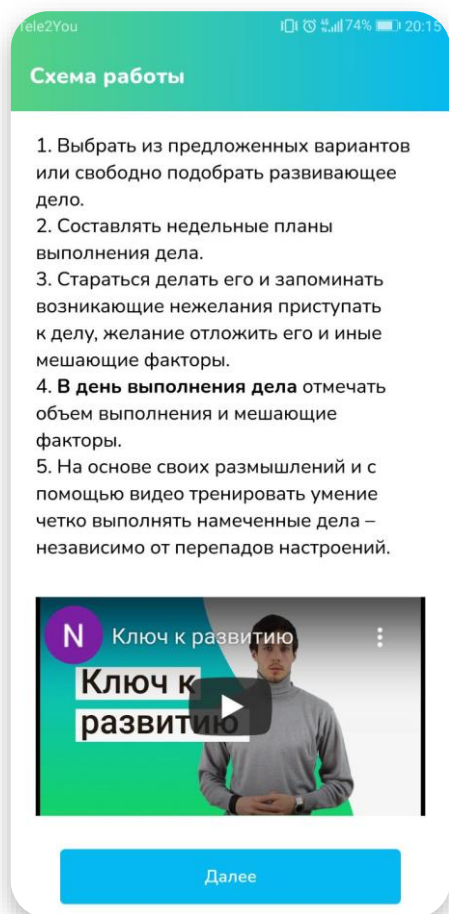 Tele2You 74% 20:15
Схема работы
1. Выбрать из предложенных вариантов
или свободно подобрать развивающее
дело.
2. Составлять недельные планы
выполнения дела.
3. Стараться делать его и запоминать
возникающие нежелания приступать
к делу, желание отложить его и иные
мешающие факторы.
4. В день выполнения дела отмечать
объем выполнения и мешающие
факторы.
5. На основе своих размышлений и с
помощью видео тренировать умение
четко выполнять намеченные дела –
независимо от перепадов настроений.
N Ключ к развитию
Ключ к
развитию
Далее